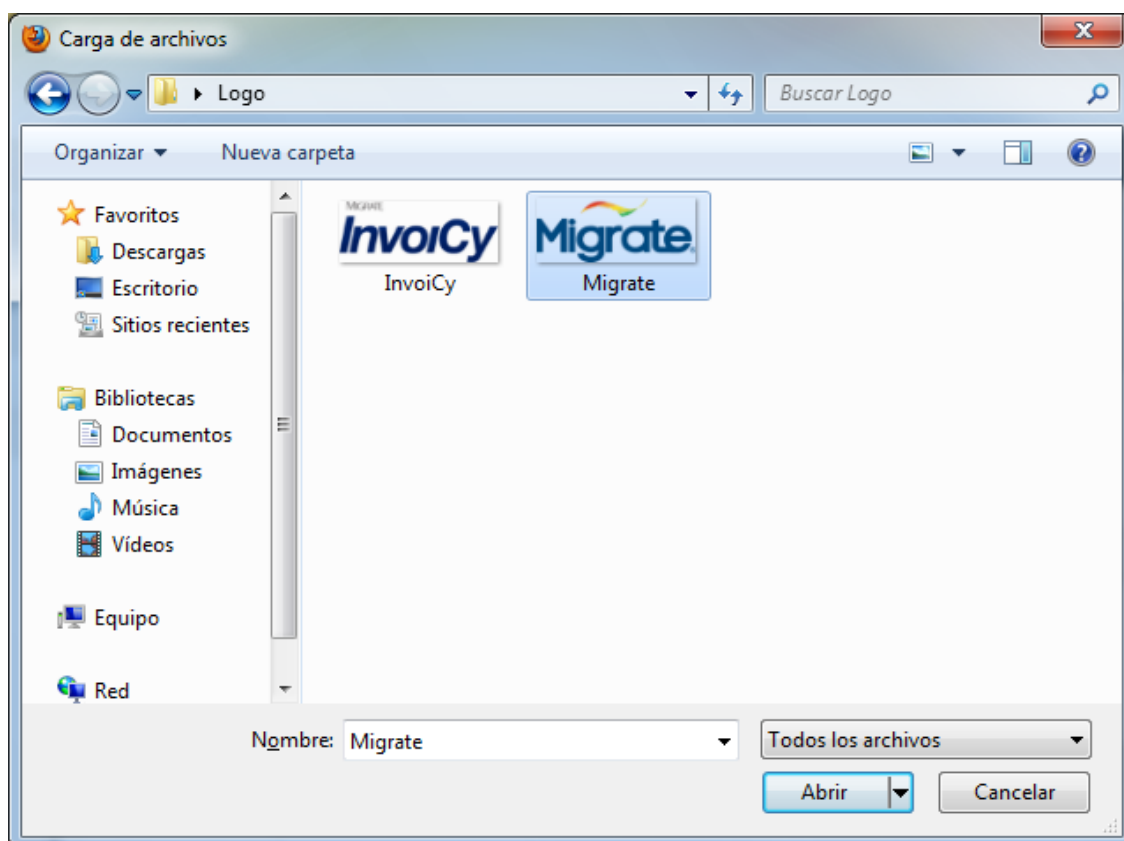 Carga de archivos
Logo
Buscar Logo
Organizar
Nueva carpeta
Favoritos
Descargas
Escritorio
Sitios recientes
Bibliotecas
Documentos
Imágenes
Música
Vídeos
Equipo
Red
MIGRATE
InvoiCy
InvoiCy
Migrate
Migrate
Nombre: Migrate
Todos los archivos
Abrir
Cancelar